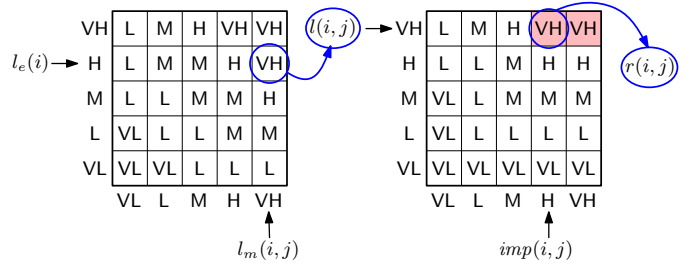 VH L M H VH VH l(i, j) VH L M H VH VH
l_e(i) H L M M H VH H L L M H H r(i, j)
M L L M M H M VL L M M M
L VL L L M M L VL L L L L
VL VL VL L L L VL VL VL VL VL VL
VL L M H VH VL L M H VH
l_m(i, j) imp(i, j)